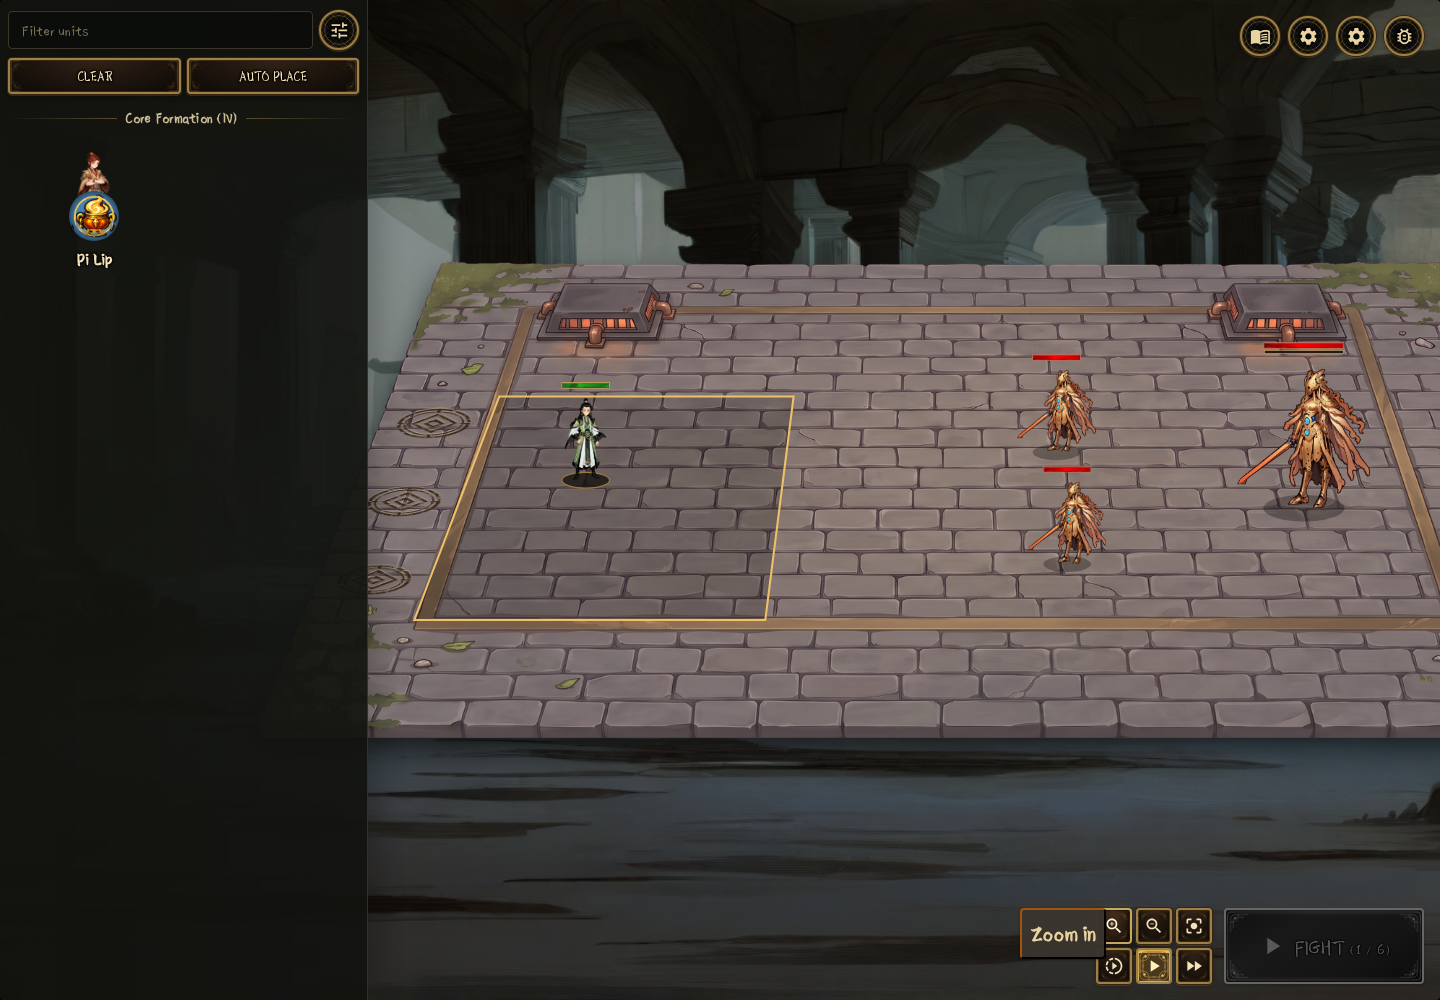 Filter units
CLEAR
AUTO PLACE
Core Formation (IV)
Pi Lip
Zoom in
FIGHT (1 / 6)